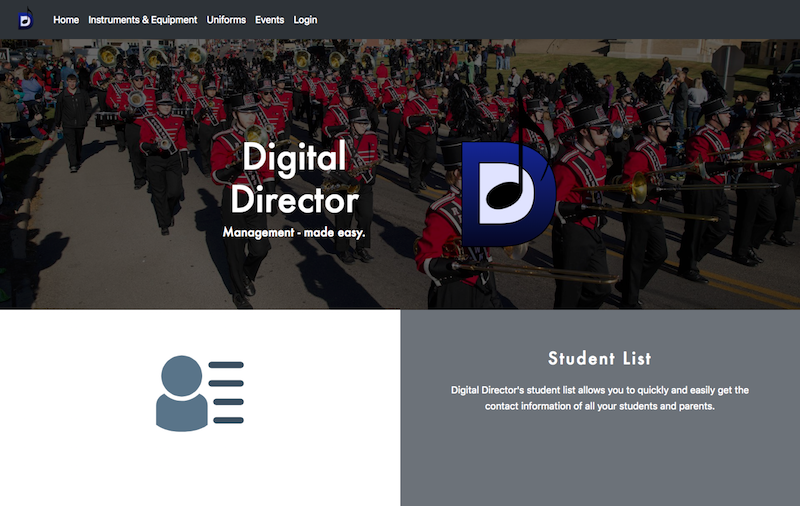 Home Instruments & Equipment Uniforms Events Login
Digital
Director
Management - made easy.
D
Student List
Digital Director's student list allows you to quickly and easily get the
contact information of all your students and parents.